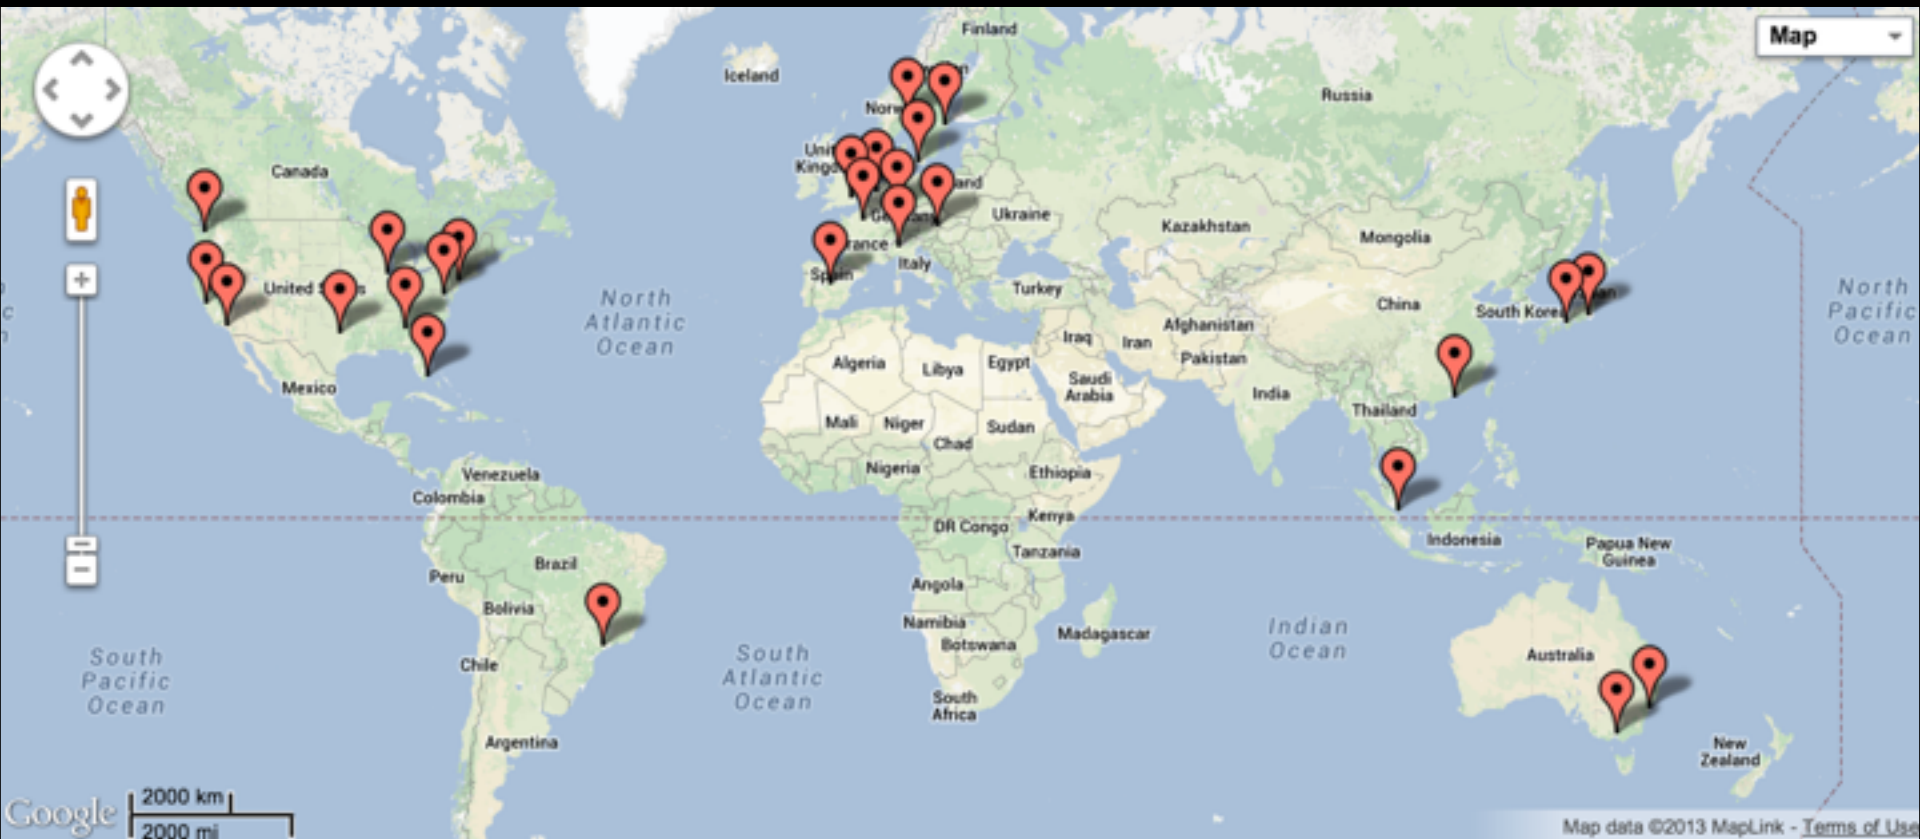 Finland
Map
Iceland
Russia
Canada
Ukraine
Kazakhstan
Mongolia
Italy
United
North
Atlantic
Ocean
Turkey
China
North
Pacific
Ocean
South
Afghanistan
Iraq
Iran
Pakistan
Algeria
Libya
Egypt
Saudi
Arabia
India
Mexico
Thailand
Mali
Niger
Chad
Sudan
Nigeria
Ethiopia
Venezuela
Colombia
DR Congo
Kenya
Indonesia
Papua New
Guinea
Tanzania
Brazil
Peru
Angola
Bolivia
Namibia
Botswana
Madagascar
Indian
Ocean
Australia
Chile
South
Pacific
Ocean
South
Atlantic
Ocean
South
Africa
Argentina
New
Zealand
Google
2000 km
2000 mi
Map data ©2013 MapLink - Terms of Use